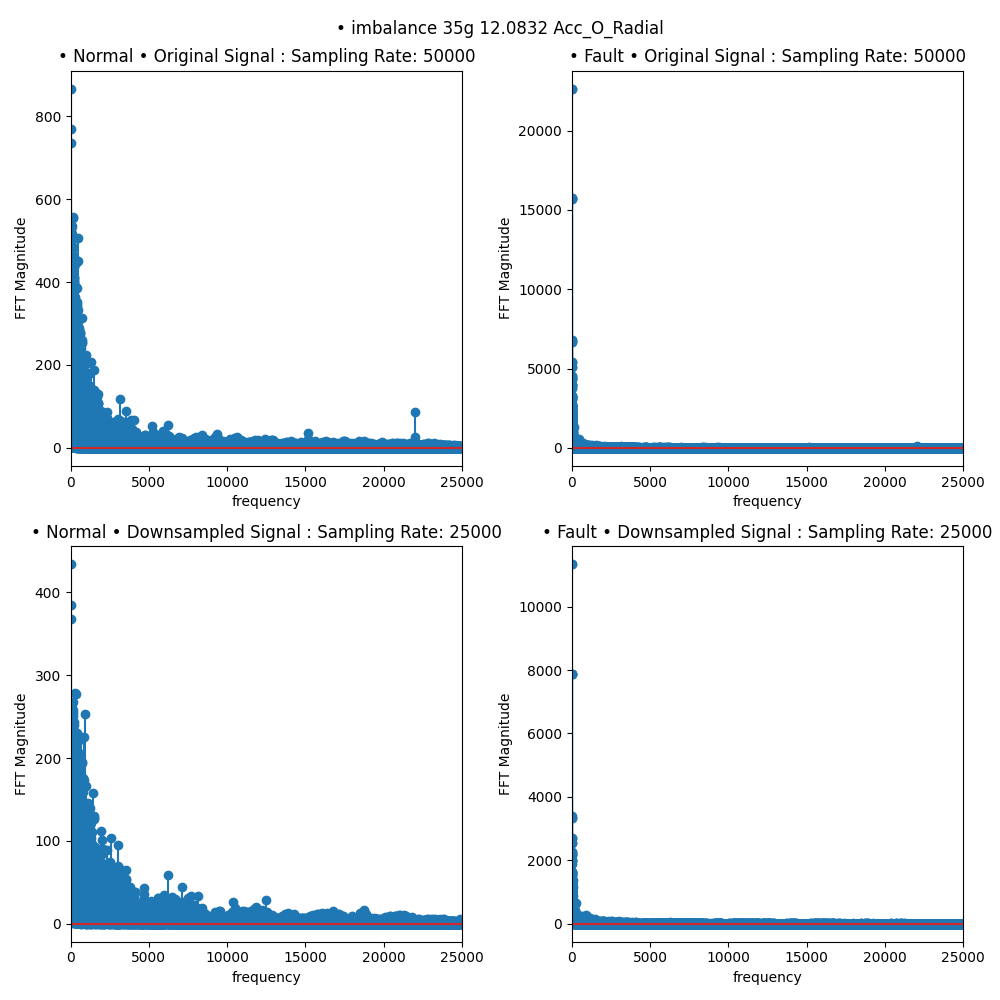 • imbalance 35g 12.0832 Acc_O_Radial
• Normal • Original Signal : Sampling Rate: 50000
800
600
400
200
0
FFT Magnitude
0 5000 10000 15000 20000 25000
frequency
• Fault • Original Signal : Sampling Rate: 50000
20000
15000
10000
5000
0
FFT Magnitude
0 5000 10000 15000 20000 25000
frequency
• Normal • Downsampled Signal : Sampling Rate: 25000
400
300
200
100
0
FFT Magnitude
0 5000 10000 15000 20000 25000
frequency
• Fault • Downsampled Signal : Sampling Rate: 25000
10000
8000
6000
4000
2000
0
FFT Magnitude
0 5000 10000 15000 20000 25000
frequency